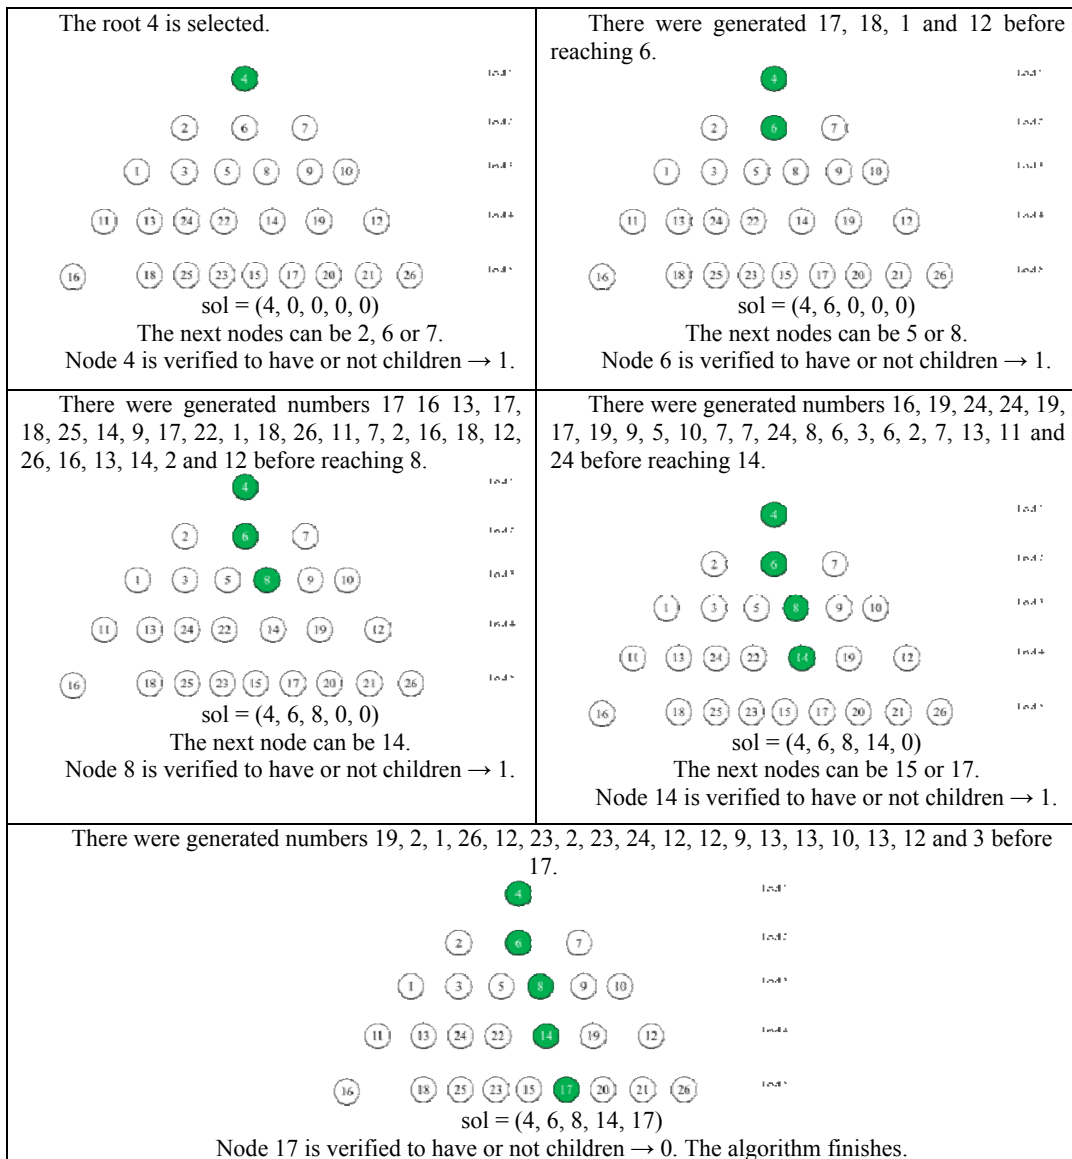 The root 4 is selected.
4
2 6 7
1 3 5 8 9 10
11 13 24 22 14 19 12
16 18 25 23 15 17 20 21 26
sol = (4, 0, 0, 0, 0)
The next nodes can be 2, 6 or 7.
Node 4 is verified to have or not children → 1.
There were generated 17, 18, 1 and 12 before
reaching 6.
4
2 6 7
1 3 5 8 9 10
11 13 24 22 14 19 12
16 18 25 23 15 17 20 21 26
sol = (4, 6, 0, 0, 0)
The next nodes can be 5 or 8.
Node 6 is verified to have or not children → 1.
There were generated numbers 17 16 13, 17,
18, 25, 14, 9, 17, 22, 1, 18, 26, 11, 7, 2, 16, 18, 12,
26, 16, 13, 14, 2 and 12 before reaching 8.
4
2 6 7
1 3 5 8 9 10
11 13 24 22 14 19 12
16 18 25 23 15 17 20 21 26
sol = (4, 6, 8, 0, 0)
The next node can be 14.
Node 8 is verified to have or not children → 1.
There were generated numbers 16, 19, 24, 24, 19,
17, 19, 9, 5, 10, 7, 7, 24, 8, 6, 3, 6, 2, 7, 13, 11 and
24 before reaching 14.
4
2 6 7
1 3 5 8 9 10
11 13 24 22 14 19 12
16 18 25 23 15 17 20 21 26
sol = (4, 6, 8, 14, 0)
The next nodes can be 15 or 17.
Node 14 is verified to have or not children → 1.
There were generated numbers 19, 2, 1, 26, 12, 23, 2, 23, 24, 12, 12, 9, 13, 13, 10, 13, 12 and 3 before
17.
4
2 6 7
1 3 5 8 9 10
11 13 24 22 14 19 12
16 18 25 23 15 17 20 21 26
sol = (4, 6, 8, 14, 17)
Node 17 is verified to have or not children → 0. The algorithm finishes.